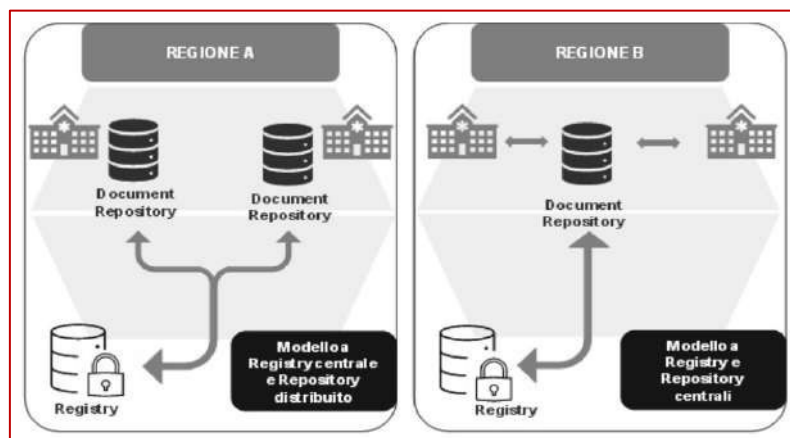 REGIONE A
Document
Repository
Document
Repository
Registry
Modello a
Registry centrale
e Repository
distribuito
REGIONE B
Document
Repository
Registry
Modello a
Registry e
Repository
centrali